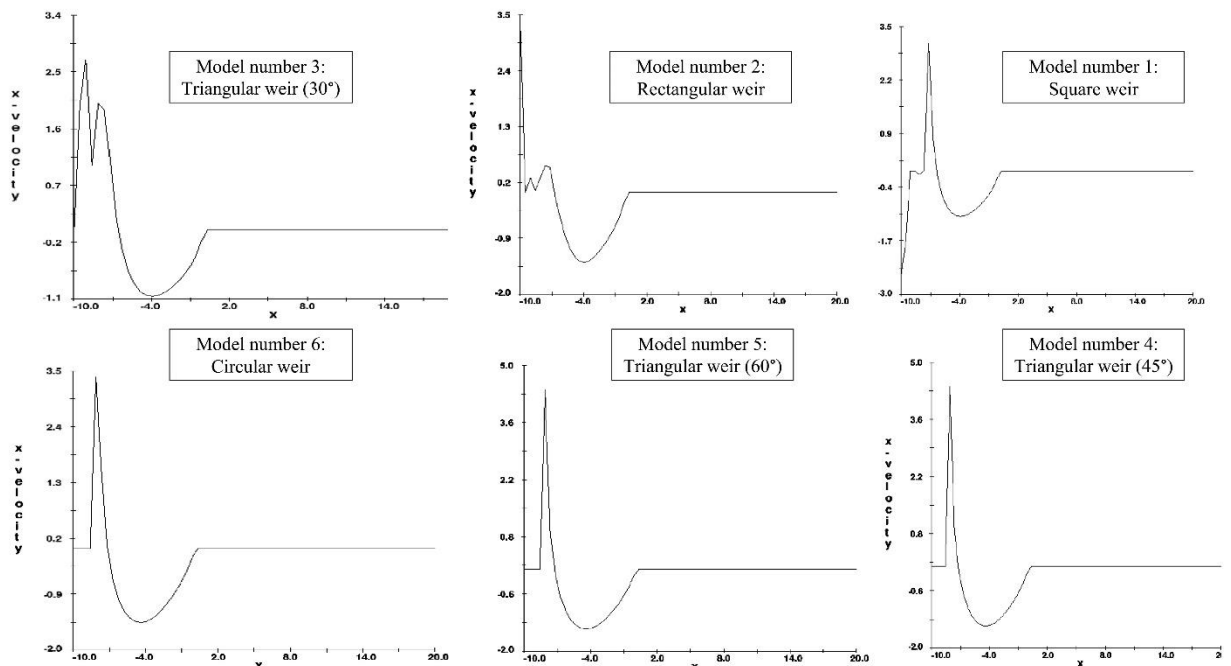 3.4
2.5
1.6
0.7
-0.2
-1.1
x-velocity
Model number 3:
Triangular weir (30°)
-10.0 -4.0 2.0 8.0 14.0
x
3.5
2.4
1.3
0.2
-0.9
-2.0
x-velocity
Model number 2:
Rectangular weir
-10.0 -4.0 2.0 8.0 14.0 20.0
x
3.5
2.2
0.9
-0.4
-1.7
-3.0
x-velocity
Model number 1:
Square weir
-10.0 -4.0 2.0 8.0 14.0 20.0
x
3.5
2.4
1.3
0.2
-0.9
-2.0
x-velocity
Model number 6:
Circular weir
-10.0 -4.0 2.0 8.0 14.0 20.0
x
5.0
3.6
2.2
0.8
-0.6
-2.0
x-velocity
Model number 5:
Triangular weir (60°)
-10.0 -4.0 2.0 8.0 14.0 20.0
x
5.0
3.6
2.2
0.8
-0.6
-2.0
x-velocity
Model number 4:
Triangular weir (45°)
-10.0 -4.0 2.0 8.0 14.0
x